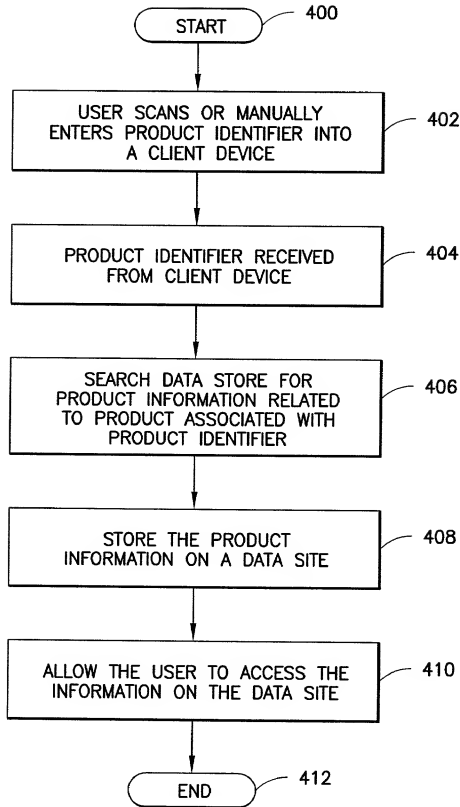 START
400
USER SCANS OR MANUALLY
ENTERS PRODUCT IDENTIFIER INTO
A CLIENT DEVICE
402
PRODUCT IDENTIFIER RECEIVED
FROM CLIENT DEVICE
404
SEARCH DATA STORE FOR
PRODUCT INFORMATION RELATED
TO PRODUCT ASSOCIATED WITH
PRODUCT IDENTIFIER
406
STORE THE PRODUCT
INFORMATION ON A DATA SITE
408
ALLOW THE USER TO ACCESS THE
INFORMATION ON THE DATA SITE
410
END
412